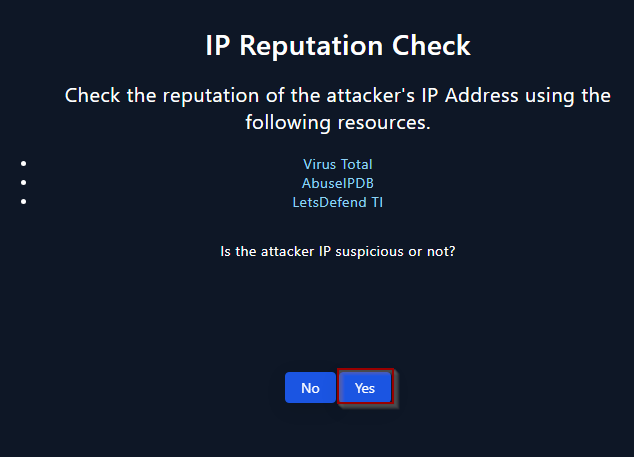 IP Reputation Check
Check the reputation of the attacker's IP Address using the
following resources.
Virus Total
AbuseIPDB
LetsDefend TI
Is the attacker IP suspicious or not?
No Yes